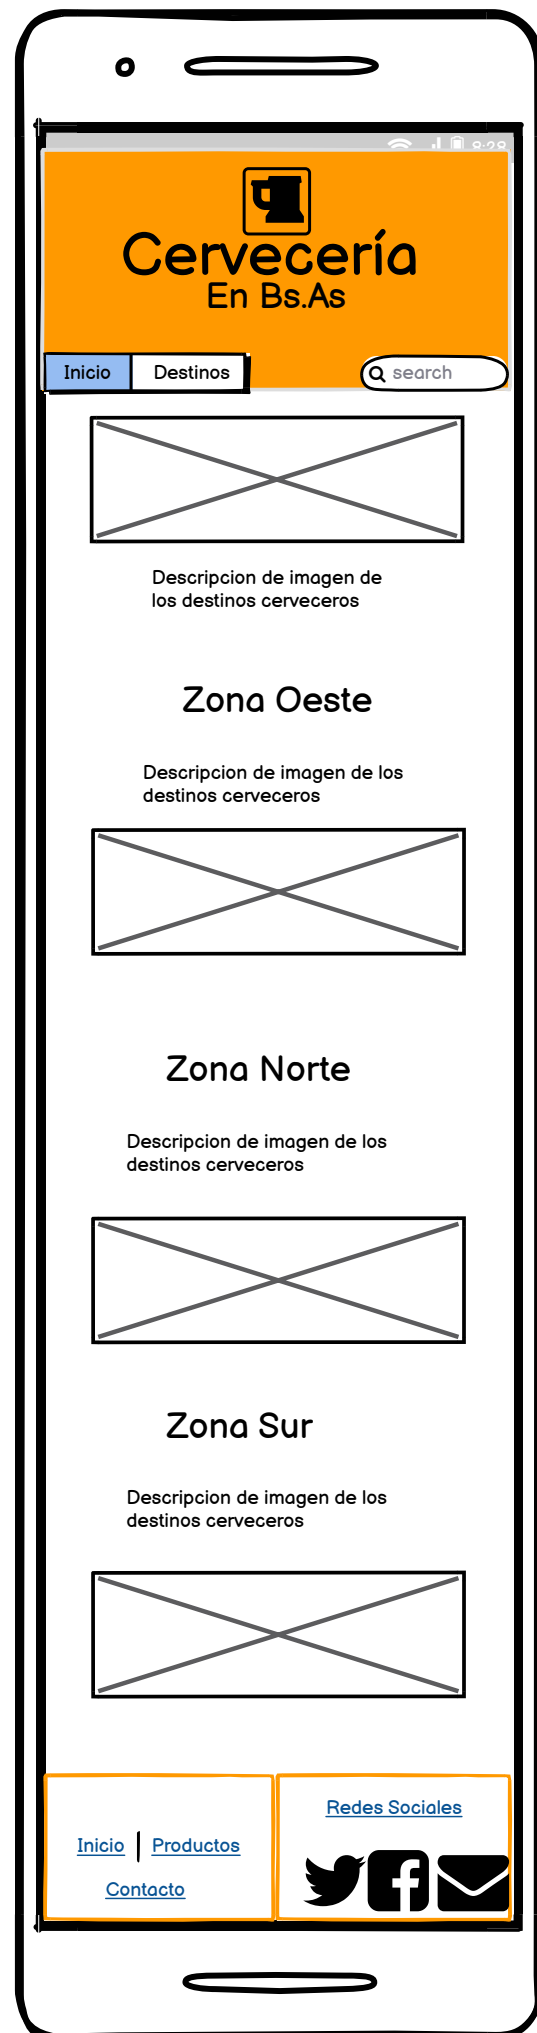 8:28
Cervecería
En Bs.As
Inicio
Destinos
search
Descripcion de imagen de
los destinos cerveceros
Zona Oeste
Descripcion de imagen de los
destinos cerveceros
Zona Norte
Descripcion de imagen de los
destinos cerveceros
Zona Sur
Descripcion de imagen de los
destinos cerveceros
Redes Sociales
Inicio | Productos
Contacto